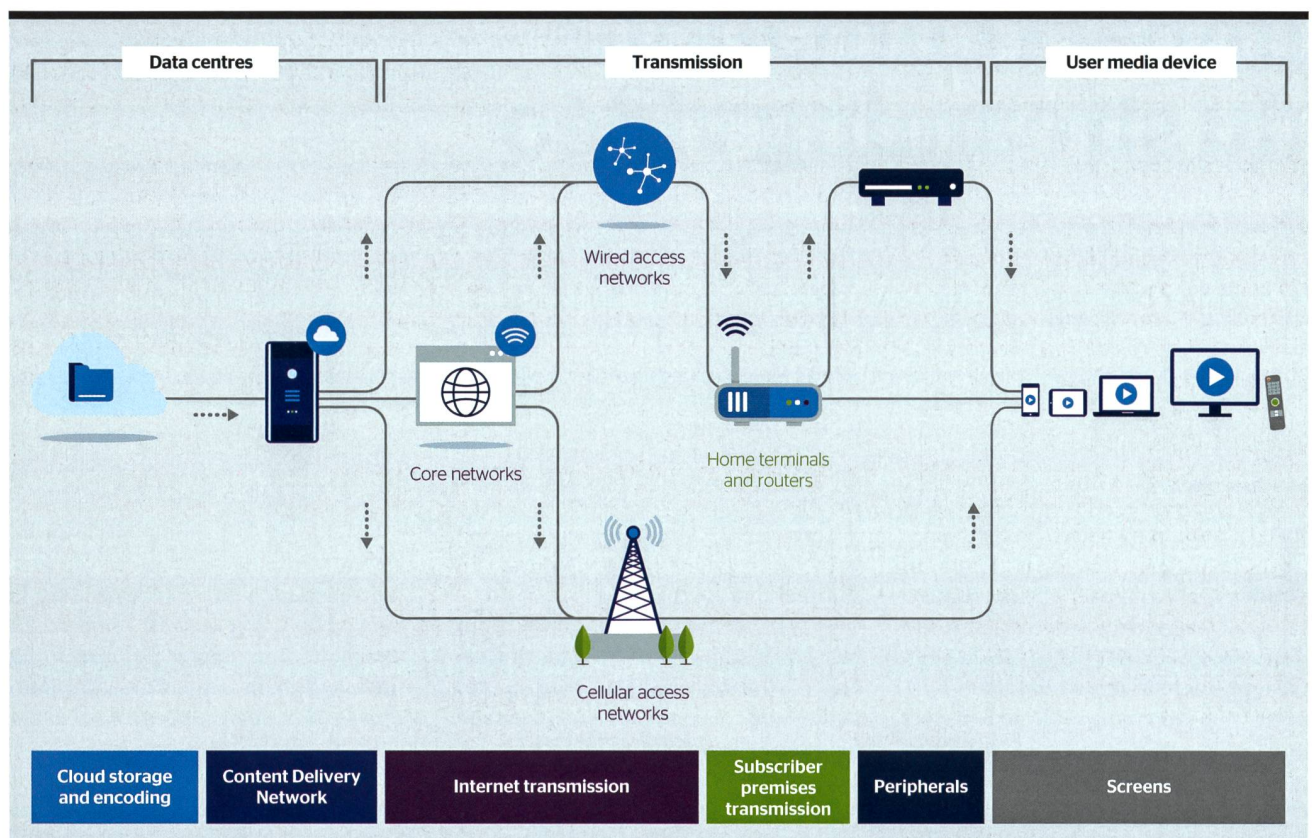 Data centres
Transmission
User media device
Wired access
networks
Core networks
Home terminals
and routers
Cellular access
networks
Cloud storage
and encoding
Content Delivery
Network
Internet transmission
Subscriber
premises
transmission
Peripherals
Screens